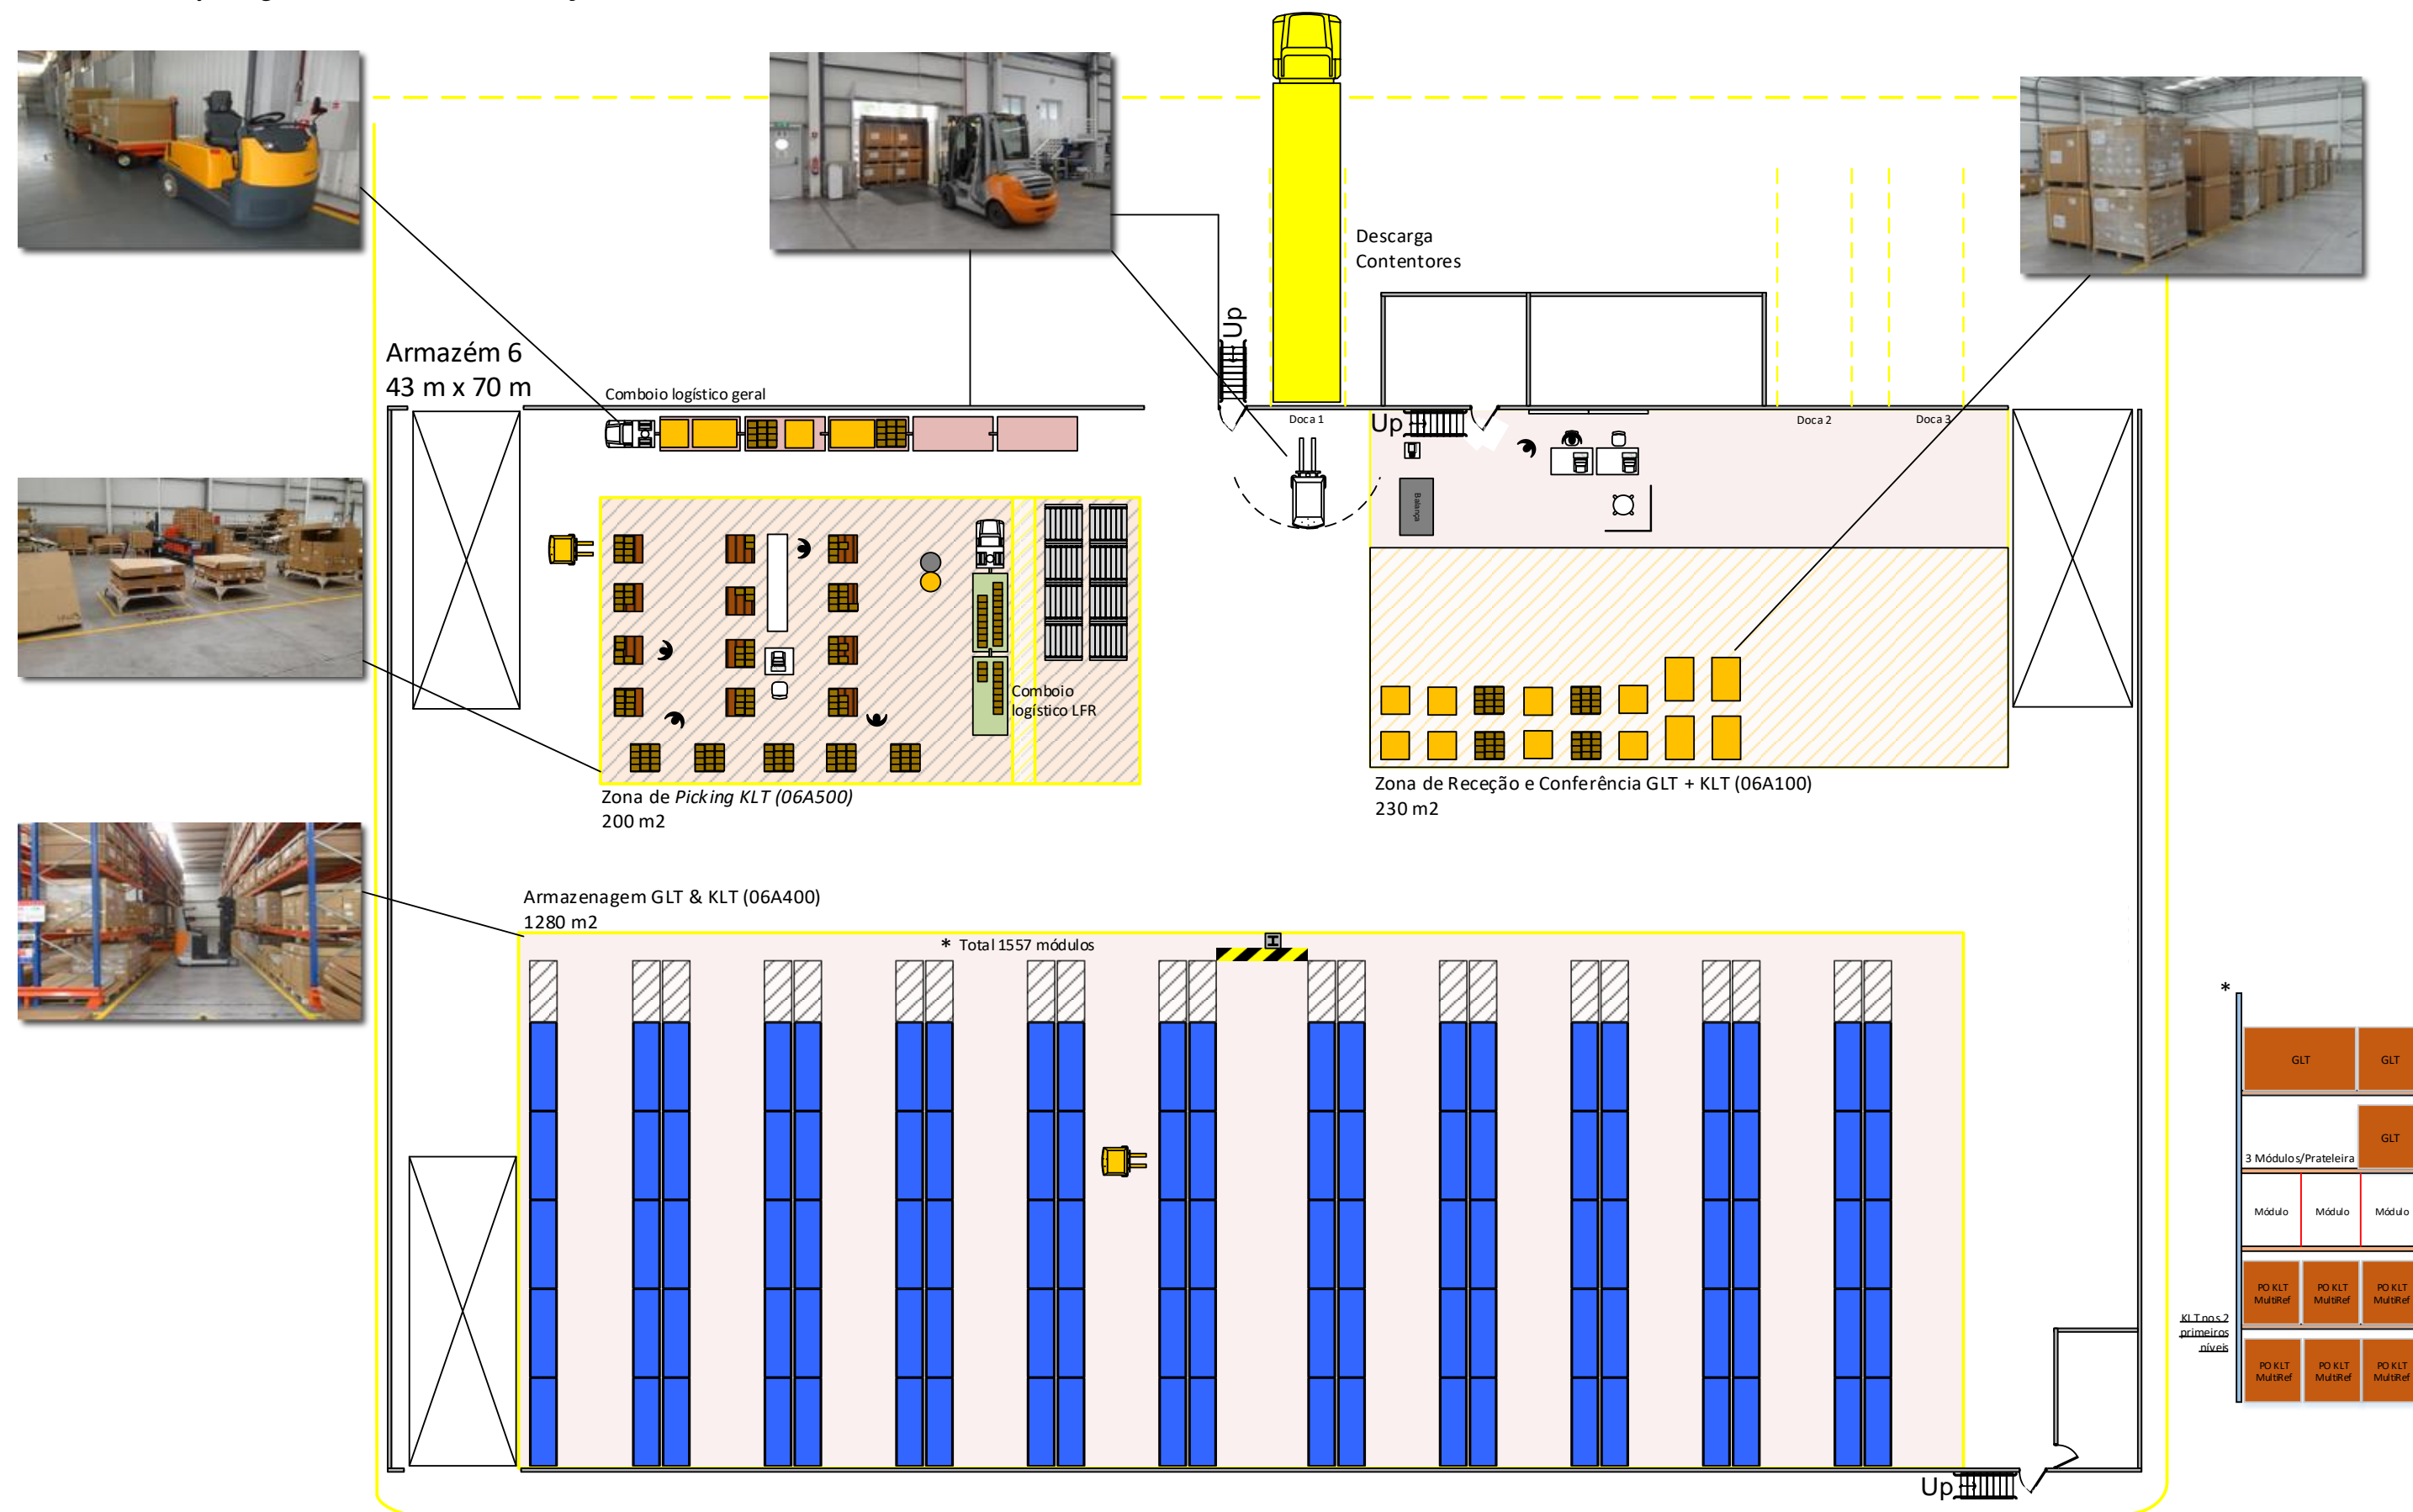 Descarga
Contentores
Up
Armazém 6
43 m x 70 m
Comboio logístico geral
Doca 1
Up
Doca 2
Doca 3
Balança
Comboio
logístico LFR
Zona de Picking KLT (06A500)
200 m2
Zona de Receção e Conferência GLT + KLT (06A100)
230 m2
Armazenagem GLT & KLT (06A400)
1280 m2
* Total 1557 módulos
*
GLT
GLT
GLT
3 Módulos/Prateleira
Módulo
Módulo
Módulo
PO KLT
MultiRef
PO KLT
MultiRef
PO KLT
MultiRef
KLT nos 2
primeiros
níveis
PO KLT
MultiRef
PO KLT
MultiRef
PO KLT
MultiRef
Up